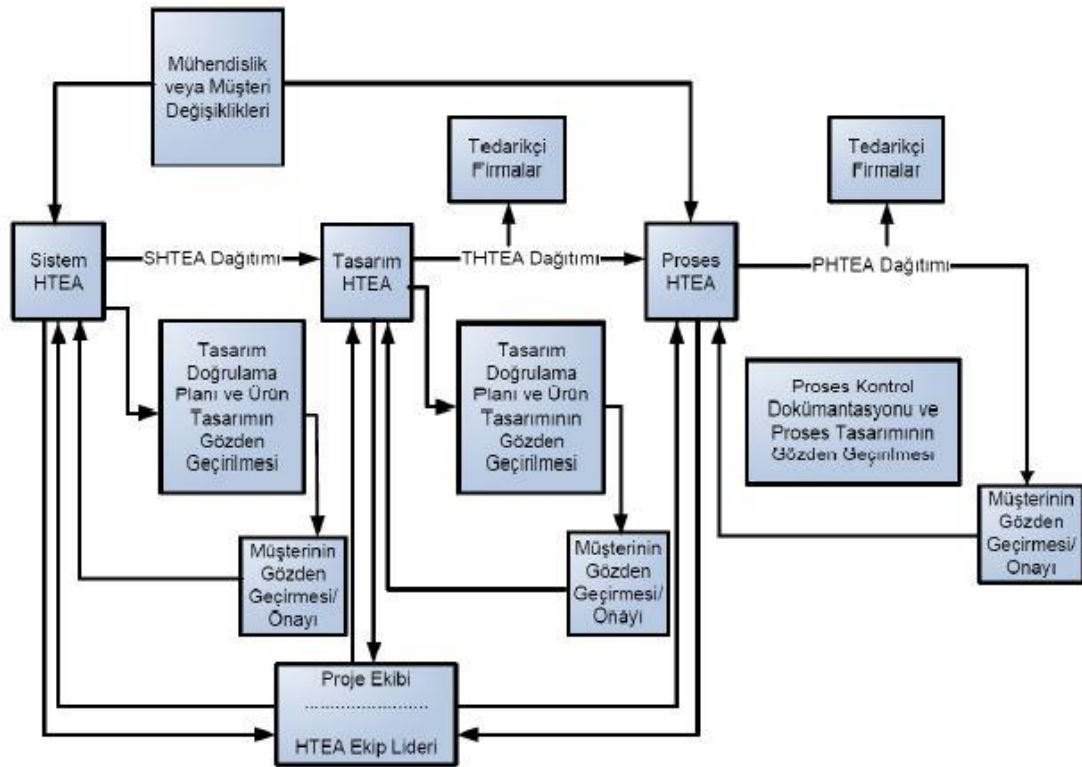 Mühendislik
veya Müşteri
Değişiklikleri
Tedarikçi
Firmalar
Tedarikçi
Firmalar
Sistem
HTEA
SHTEA Dağıtımı
Tasarım
HTEA
THTEA Dağıtımı
Proses
HTEA
PHTEA Dağıtımı
Tasarım
Doğrulama
Planı ve Ürün
Tasarımın
Gözden
Geçirilmesi
Tasarım
Doğrulama
Planı ve Ürün
Tasarımının
Gözden
Geçirilmesi
Proses Kontrol
Dokümantasyonu ve
Proses Tasarımının
Gözden Geçirilmesi
Müşterinin
Gözden
Geçirmesi/
Onayı
Müşterinin
Gözden
Geçirmesi/
Onayı
Müşterinin
Gözden
Geçirmesi/
Onayı
Proje Ekibi
HTEA Ekip Lideri